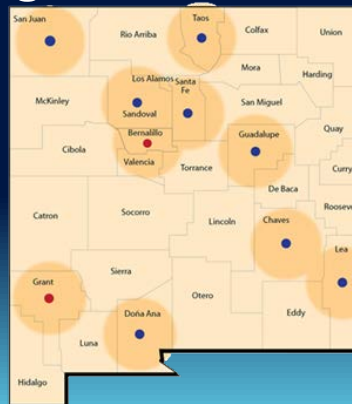 San Juan
Taos
Rio Arriba
Colfax
Union
Los Alamos
Mora
Harding
Santa
Fe
McKinley
Sandoval
San Miguel
Bernalillo
Guadalupe
Quay
Cibola
Valencia
Torrance
Curry
De Baca
Catron
Socorro
Lincoln
Chaves
Roosev
Lea
Sierra
Grant
Otero
Doña Ana
Eddy
Luna
Hidalgo